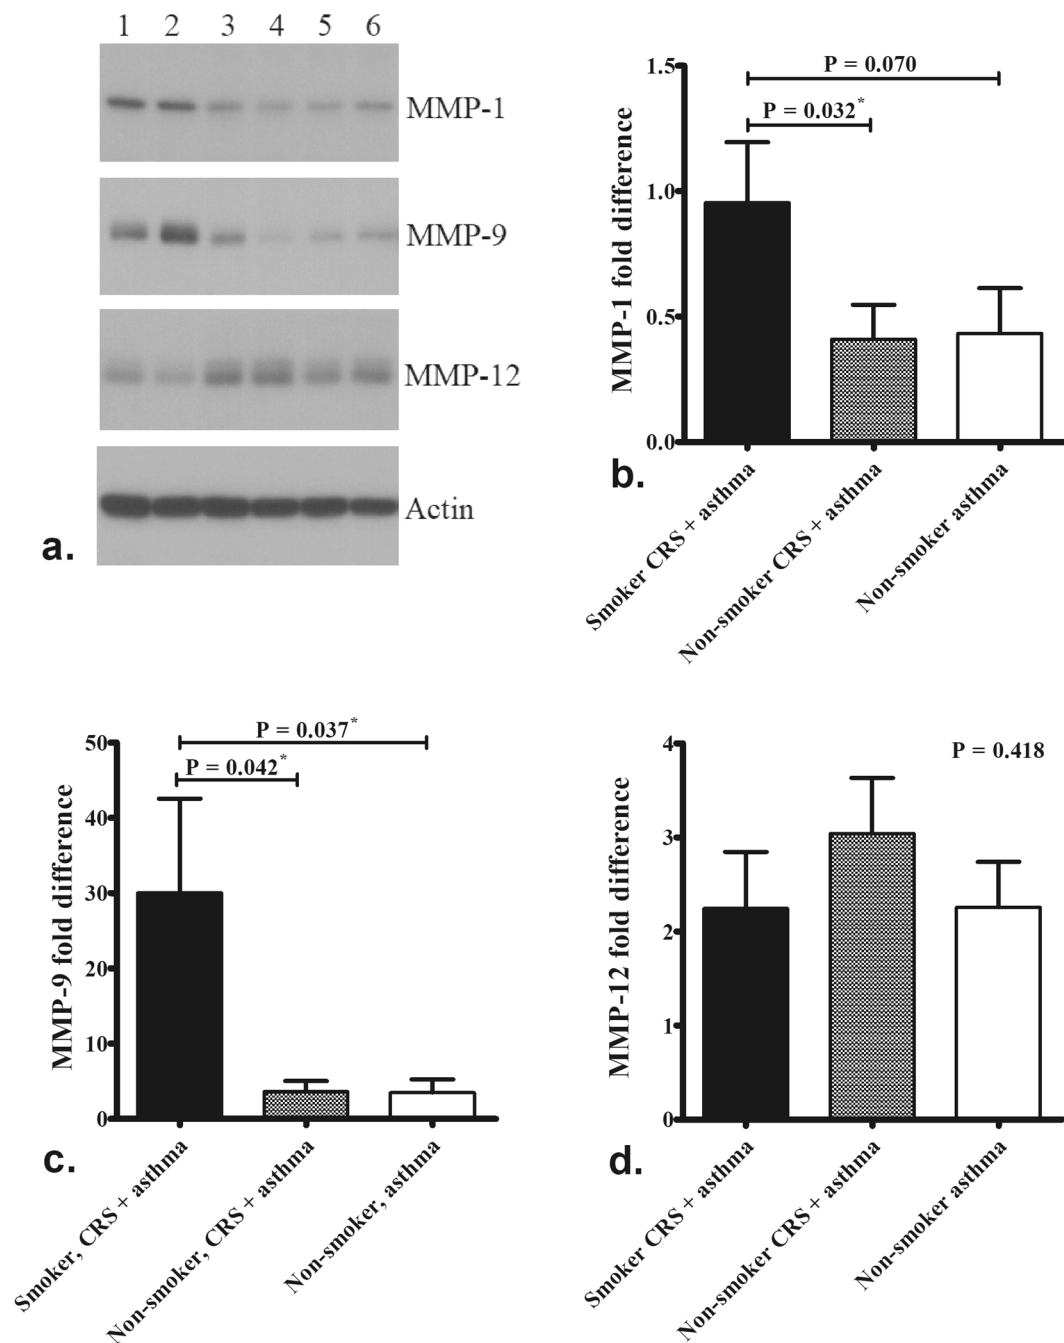 1 2 3 4 5 6
MMP-1
MMP-9
MMP-12
Actin
a.
MMP-1 fold difference
1.5
1.0
0.5
0.0
P = 0.070
P = 0.032*
Smoker CRS + asthma
Non-smoker CRS + asthma
Non-smoker asthma
b.
MMP-9 fold difference
50
40
30
20
10
0
P = 0.037*
P = 0.042*
Smoker, CRS + asthma
Non-smoker, CRS + asthma
Non-smoker, asthma
c.
MMP-12 fold difference
4
3
2
1
0
P = 0.418
Smoker CRS + asthma
Non-smoker CRS + asthma
Non-smoker asthma
d.